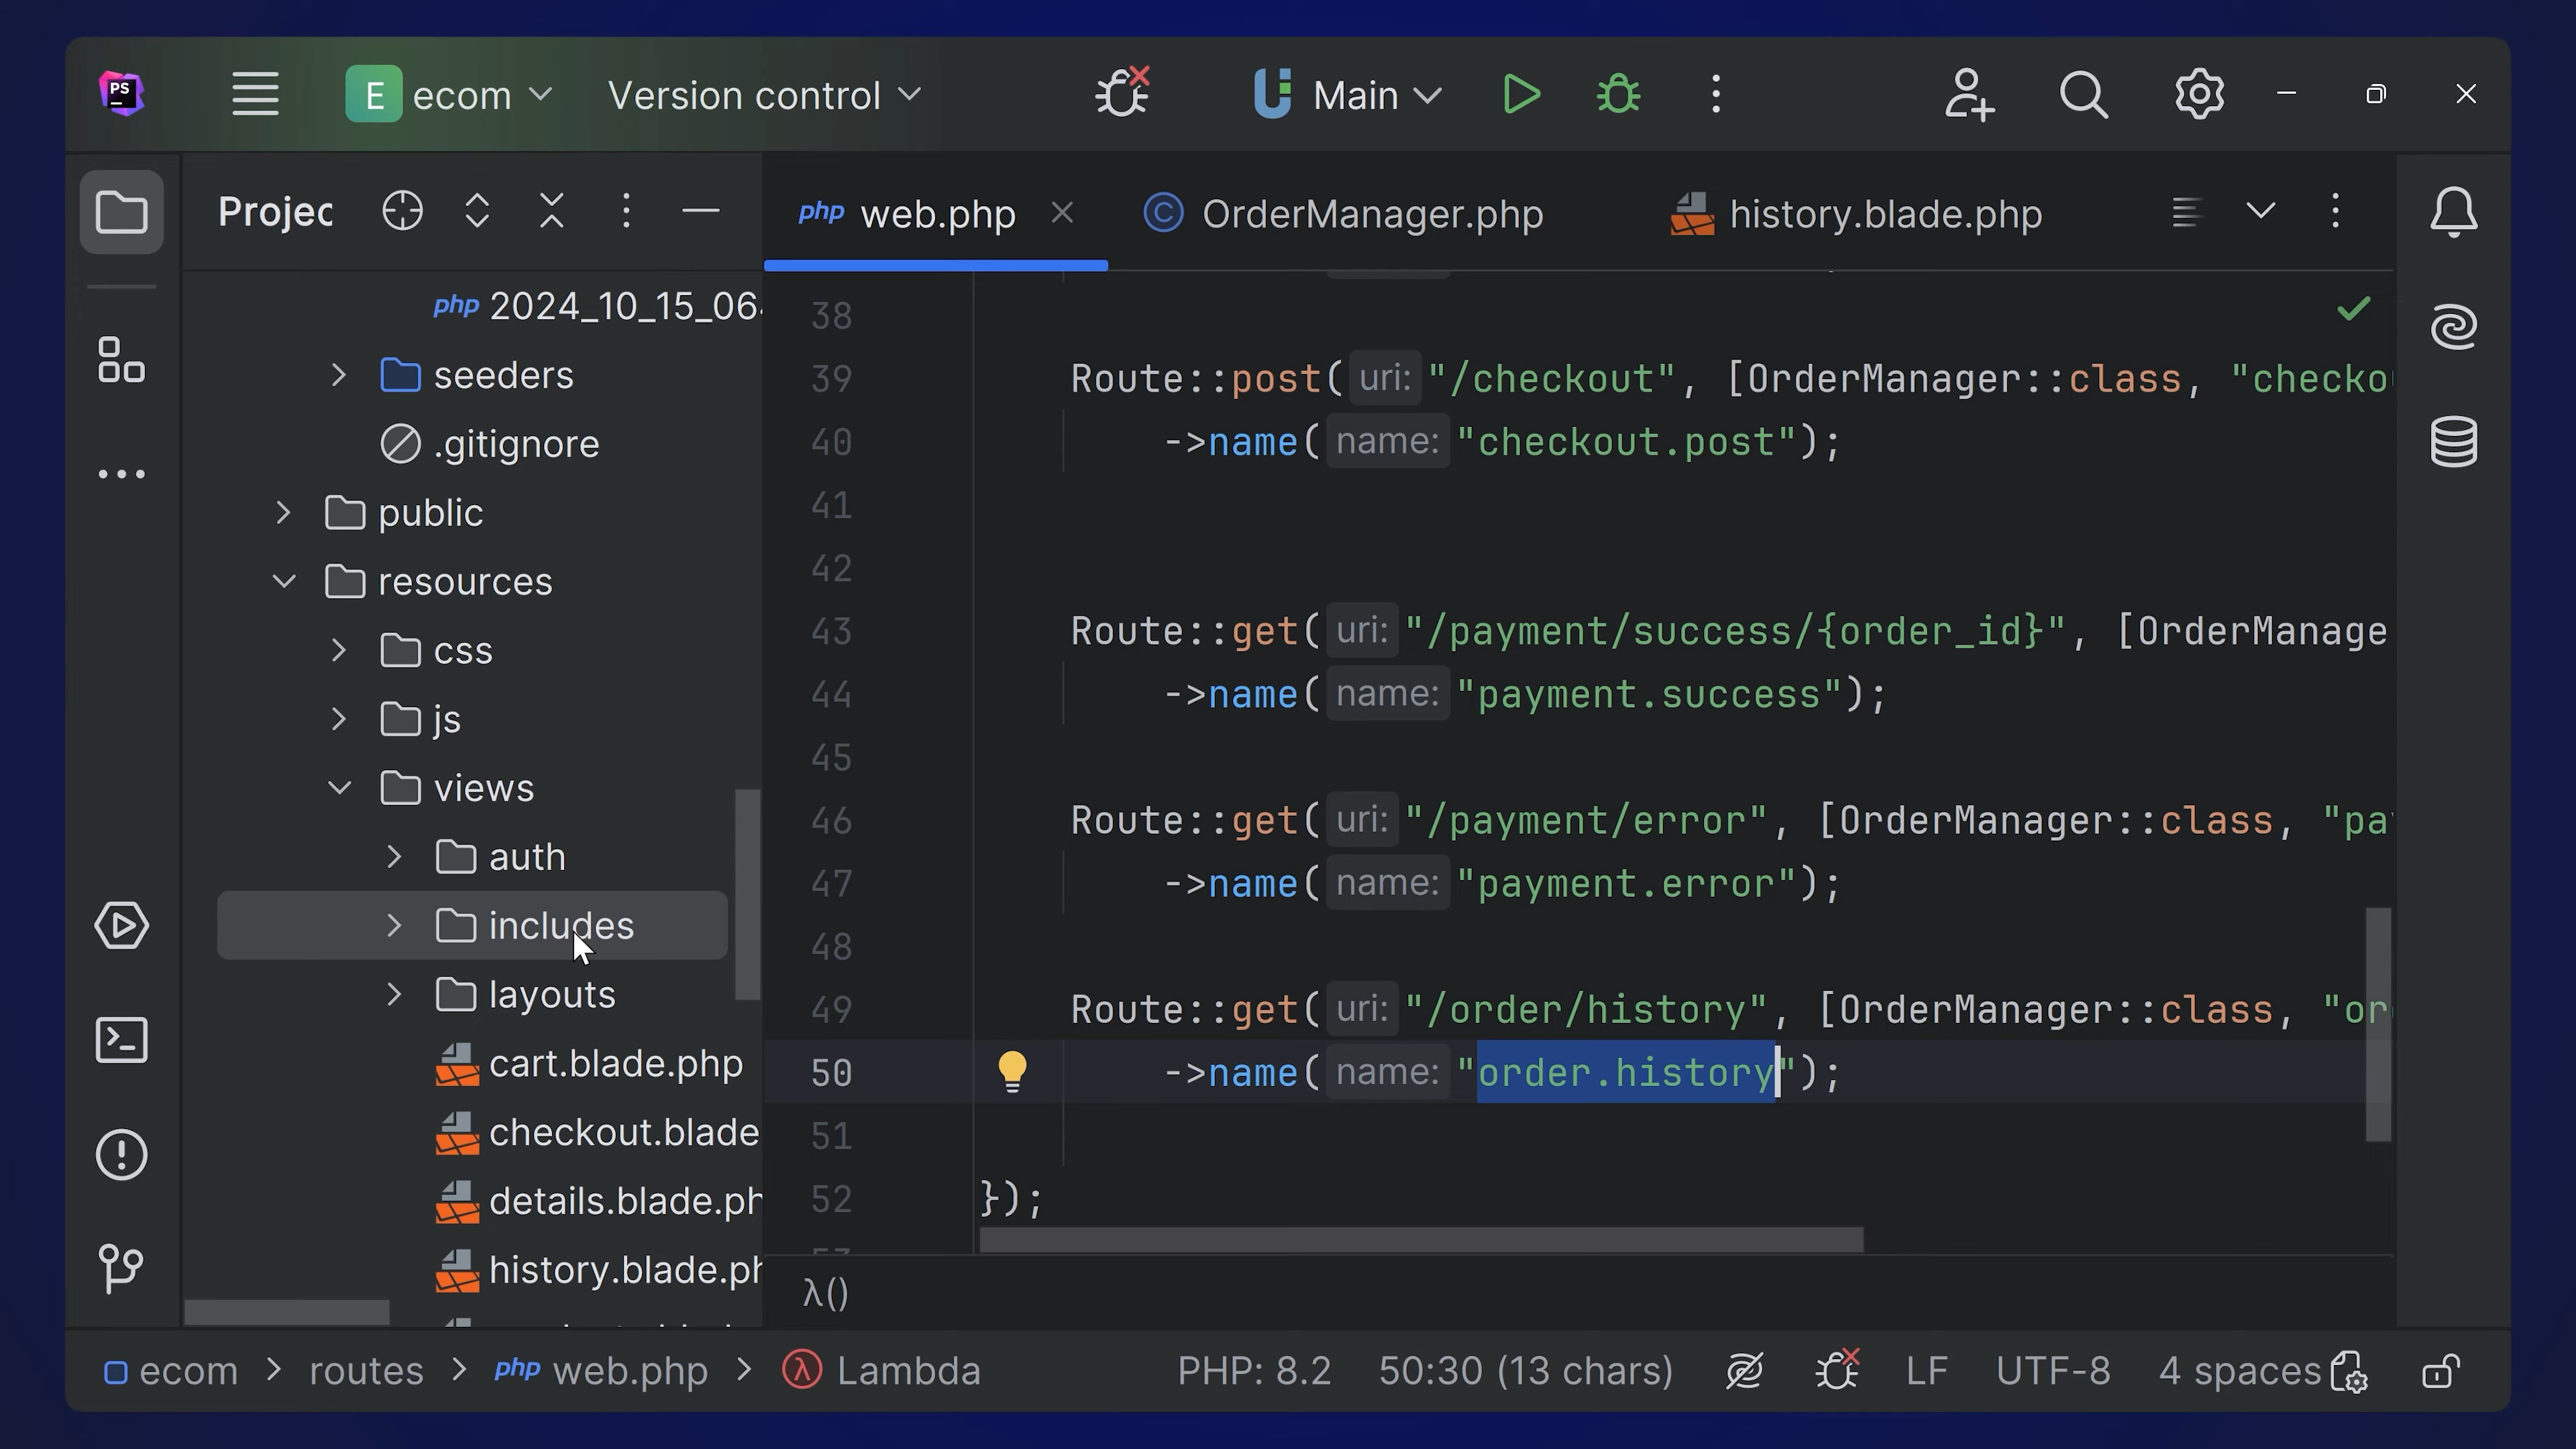 PS
E ecom Version control Main
Projec
web.php OrderManager.php history.blade.php
php 2024_10_15_06
seeders
.gitignore
public
resources
css
js
views
auth
includes
layouts
cart.blade.php
checkout.blade
details.blade.ph
history.blade.ph
38
39 Route::post( uri: "/checkout", [OrderManager::class, "checko
40 ->name( name: "checkout.post");
41
42
43 Route::get( uri: "/payment/success/{order_id}", [OrderManage
44 ->name( name: "payment.success");
45
46 Route::get( uri: "/payment/error", [OrderManager::class, "pa
47 ->name( name: "payment.error");
48
49 Route::get( uri: "/order/history", [OrderManager::class, "or
50 ->name( name: "order.history");
51
52 });
λ()
ecom > routes > php web.php > λ Lambda PHP: 8.2 50:30 (13 chars) LF UTF-8 4 spaces